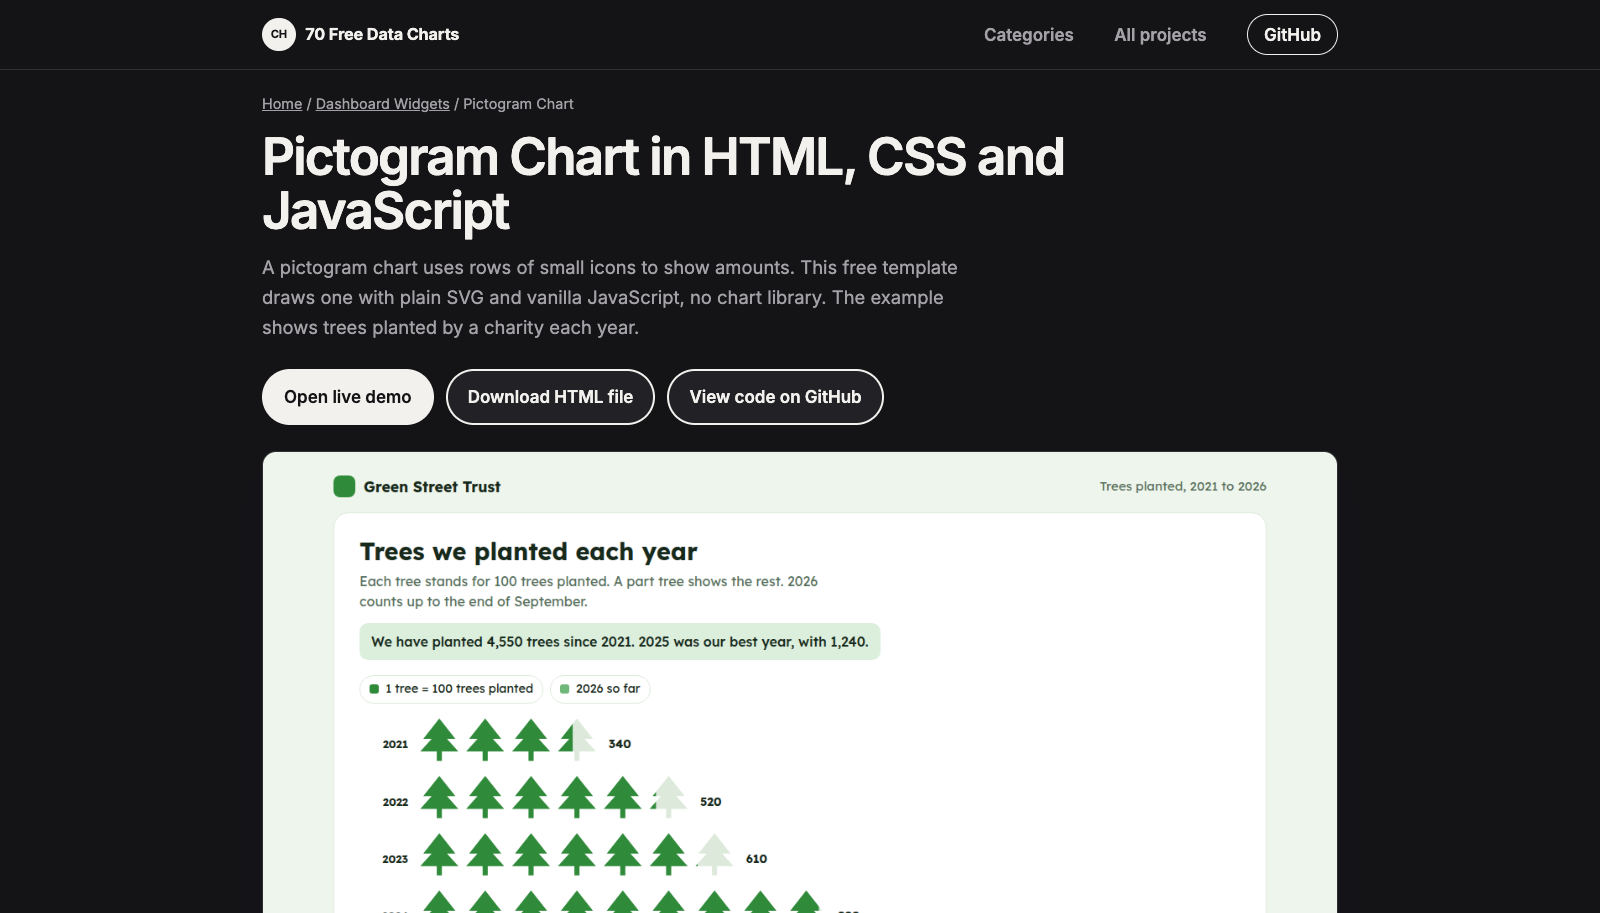 CH 70 Free Data Charts
Categories
All projects
GitHub
Home / Dashboard Widgets / Pictogram Chart
Pictogram Chart in HTML, CSS and
JavaScript
A pictogram chart uses rows of small icons to show amounts. This free template
draws one with plain SVG and vanilla JavaScript, no chart library. The example
shows trees planted by a charity each year.
Open live demo
Download HTML file
View code on GitHub
Green Street Trust
Trees planted, 2021 to 2026
Trees we planted each year
Each tree stands for 100 trees planted. A part tree shows the rest. 2026
counts up to the end of September.
We have planted 4,550 trees since 2021. 2025 was our best year, with 1,240.
1 tree = 100 trees planted
2026 so far
2021 340
2022 520
2023 610